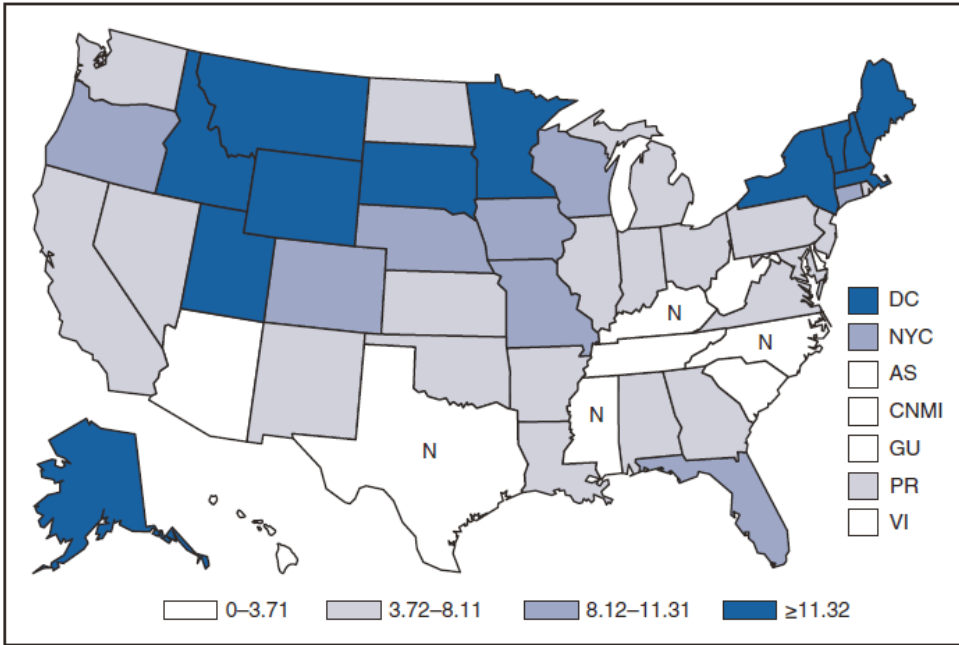 DC
NYC
N
N
AS
CNMI
N
GU
N
PR
VI
0–3.71
3.72–8.11
8.12–11.31
≥11.32